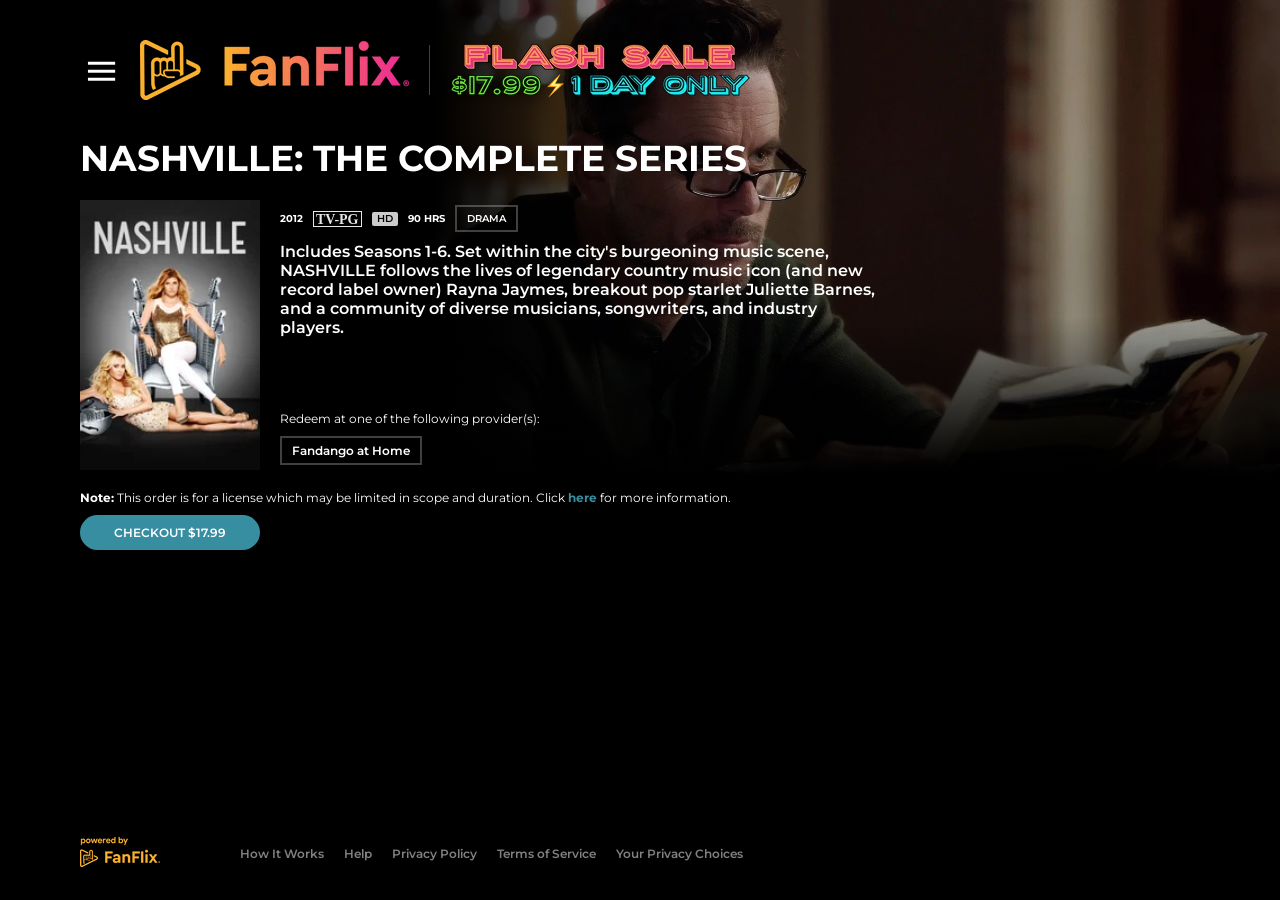 FanFlix®
FLASH SALE
$17.99⚡1 DAY ONLY
NASHVILLE: THE COMPLETE SERIES
NASHVILLE
2012 TV-PG HD 90 HRS DRAMA
Includes Seasons 1-6. Set within the city's burgeoning music scene,
NASHVILLE follows the lives of legendary country music icon (and new
record label owner) Rayna Jaymes, breakout pop starlet Juliette Barnes,
and a community of diverse musicians, songwriters, and industry
players.
Redeem at one of the following provider(s):
Fandango at Home
Note: This order is for a license which may be limited in scope and duration. Click here for more information.
CHECKOUT $17.99
powered by
FanFlix
How It Works Help Privacy Policy Terms of Service Your Privacy Choices